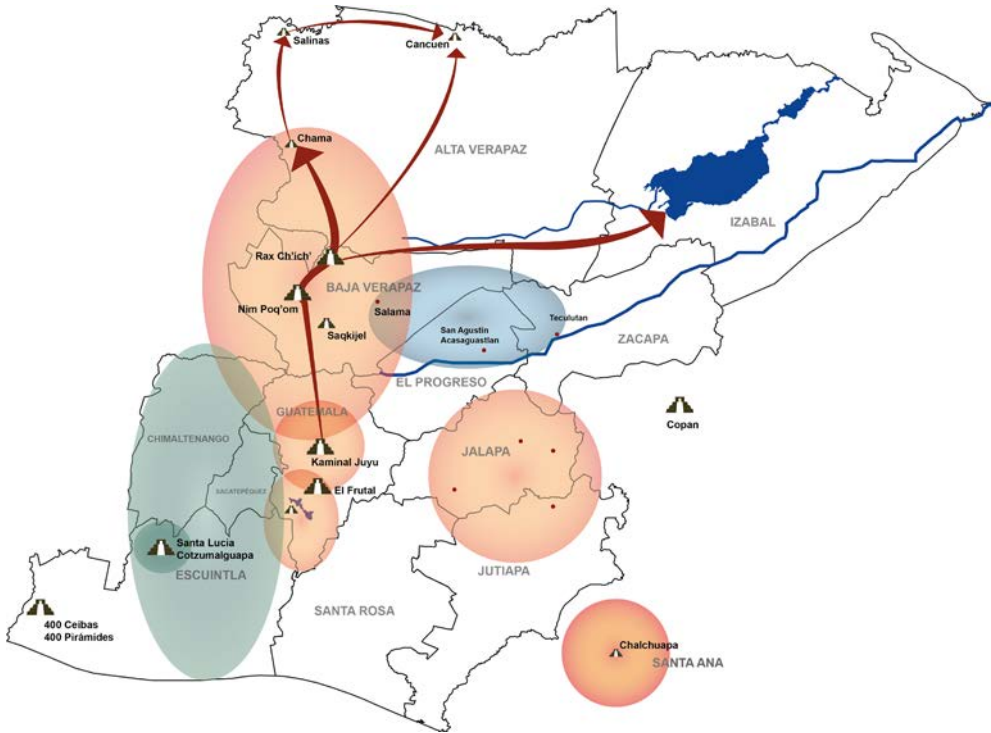 Salinas
Cancuen
Chama
ALTA VERAPAZ
IZABAL
Rax Ch'ich'
BAJA VERAPAZ
Nim Poq'om
Salama
Saqkijel
San Agustin
Acasaguastlan
Teculutan
ZACAPA
EL PROGRESO
GUATEMALA
Copan
CHIMALTENANGO
JALAPA
Kaminal Juyu
SACATEPÉQUEZ
El Frutal
Santa Lucia
Cotzumalguapa
ESCUINTLA
JUTIAPA
SANTA ROSA
400 Ceibas
400 Pirámides
Chalchuapa
SANTA ANA